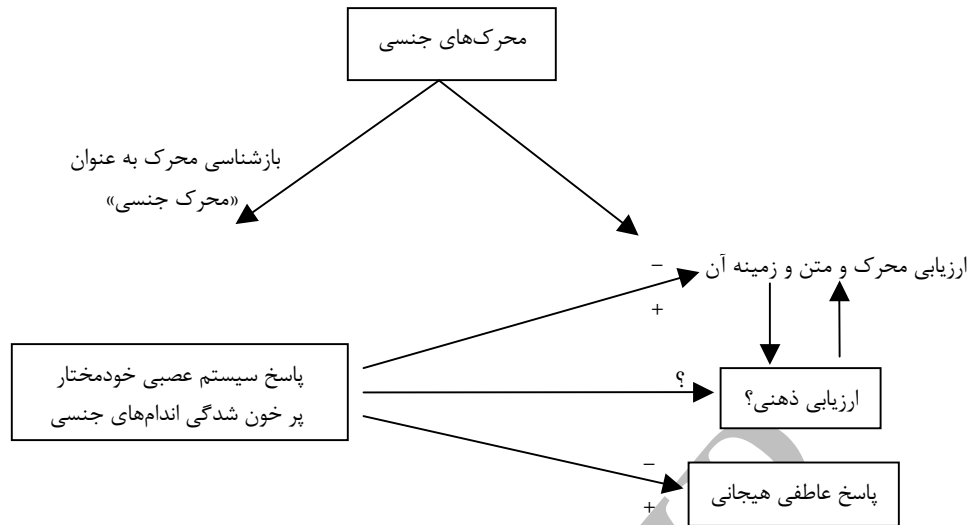 محرک‌های جنسی
بازشناسی محرک به عنوان
«محرک جنسی»
ارزیابی محرک و متن و زمینه آن
−
+
پاسخ سیستم عصبی خودمختار
پر خون شدگی اندام‌های جنسی
؟
ارزیابی ذهنی؟
−
+
پاسخ عاطفی هیجانی